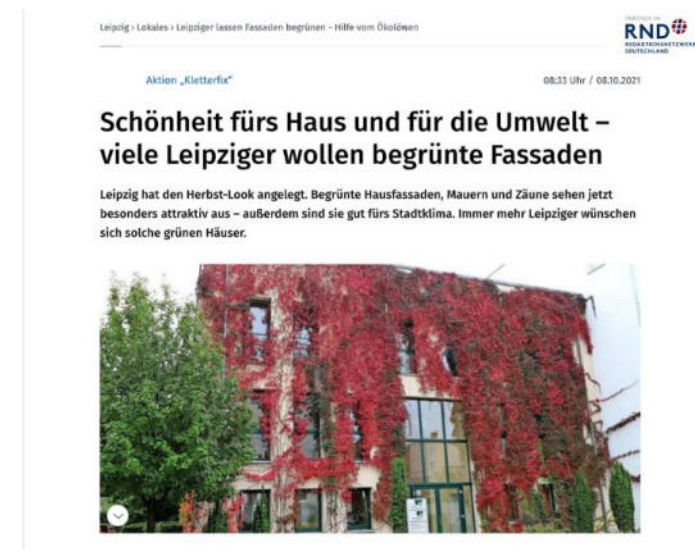 Leipzig › Lokales › Leipziger lassen Fassaden begrünen – Hilfe vom Ökolöwen
RND
REDAKTIONSNETZWERK
DEUTSCHLAND
Aktion „Kletterfix“
08:33 Uhr / 08.10.2021
Schönheit fürs Haus und für die Umwelt –
viele Leipziger wollen begrünte Fassaden
Leipzig hat den Herbst-Look angelegt. Begrünte Hausfassaden, Mauern und Zäune sehen jetzt
besonders attraktiv aus – außerdem sind sie gut fürs Stadtklima. Immer mehr Leipziger wünschen
sich solche grünen Häuser.